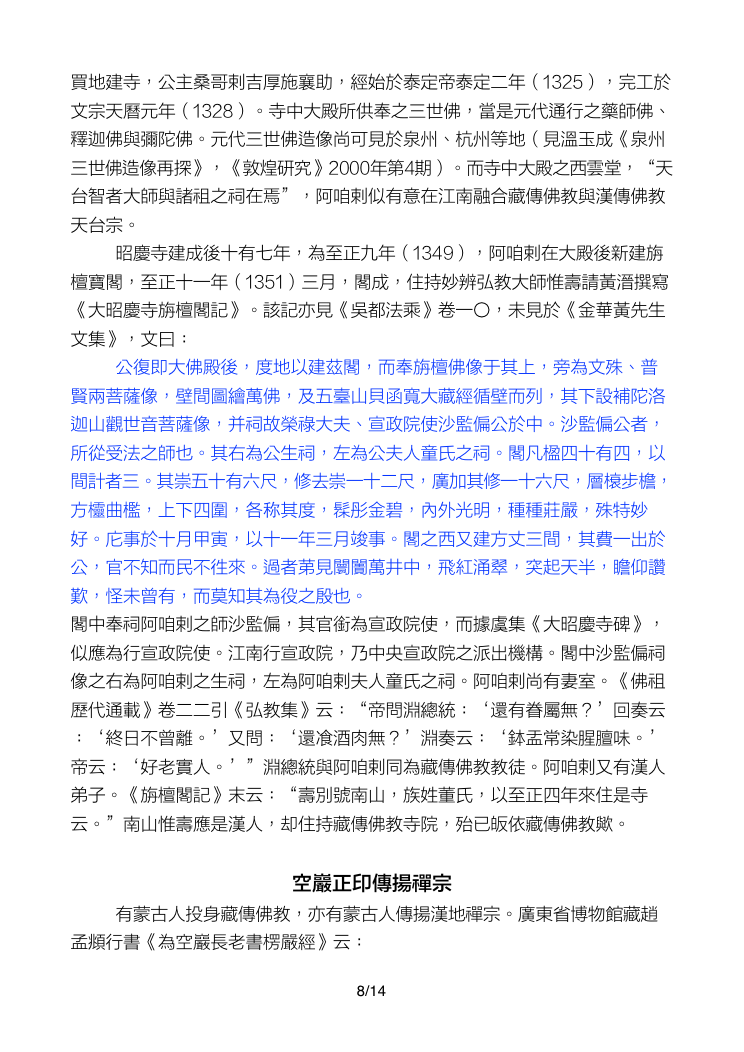 買地建寺，公主桑哥剌吉厚施襄助，經始於泰定帝泰定二年（1325），完工於
文宗天曆元年（1328）。寺中大殿所供奉之三世佛，當是元代通行之藥師佛、
釋迦佛與彌陀佛。元代三世佛造像尚可見於泉州、杭州等地（見溫玉成《泉州
三世佛造像再探》，《敦煌研究》2000年第4期）。而寺中大殿之西雲堂，“天
台智者大師與諸祖之祠在焉”，阿咱剌似有意在江南融合藏傳佛教與漢傳佛教
天台宗。
昭慶寺建成後十有七年，為至正九年（1349），阿咱剌在大殿後新建旃
檀寶閣，至正十一年（1351）三月，閣成，住持妙辨弘教大師惟壽請黃溍撰寫
《大昭慶寺旃檀閣記》。該記亦見《吳都法乘》卷一〇，未見於《金華黃先生
文集》，文曰：
公復即大佛殿後，度地以建茲閣，而奉旃檀佛像于其上，旁為文殊、普
賢兩菩薩像，壁間圖繪萬佛，及五臺山貝函寬大藏經循壁而列，其下設補陀洛
迦山觀世音菩薩像，并祠故榮祿大夫、宣政院使沙監偏公於中。沙監偏公者，
所從受法之師也。其右為公生祠，左為公夫人童氏之祠。閣凡楹四十有四，以
間計者三。其崇五十有六尺，修去崇一十二尺，廣加其修一十六尺，層榱步檐，
方櫺曲檻，上下四圍，各称其度，髹彤金碧，內外光明，種種莊嚴，殊特妙
好。庀事於十月甲寅，以十一年三月竣事。閣之西又建方丈三間，其費一出於
公，官不知而民不徃來。過者苐見闤闠萬井中，飛紅涌翠，突起天半，瞻仰讚
歎，怪未曾有，而莫知其為役之殷也。
閣中奉祠阿咱剌之師沙監偏，其官銜為宣政院使，而據虞集《大昭慶寺碑》，
似應為行宣政院使。江南行宣政院，乃中央宣政院之派出機構。閣中沙監偏祠
像之右為阿咱剌之生祠，左為阿咱剌夫人童氏之祠。阿咱剌尚有妻室。《佛祖
歷代通載》卷二二引《弘教集》云：“帝問淵總統：‘還有眷屬無？’回奏云
：‘終日不曾離。’又問：‘還飡酒肉無？’淵奏云：‘鉢盂常染腥膻味。’
帝云：‘好老實人。’”淵總統與阿咱剌同為藏傳佛教教徒。阿咱剌又有漢人
弟子。《旃檀閣記》末云：“壽別號南山，族姓董氏，以至正四年來住是寺
云。”南山惟壽應是漢人，却住持藏傳佛教寺院，殆已皈依藏傳佛教歟。
空巖正印傳揚禪宗
有蒙古人投身藏傳佛教，亦有蒙古人傳揚漢地禪宗。廣東省博物館藏趙
孟頫行書《為空巖長老書楞嚴經》云：
8/14